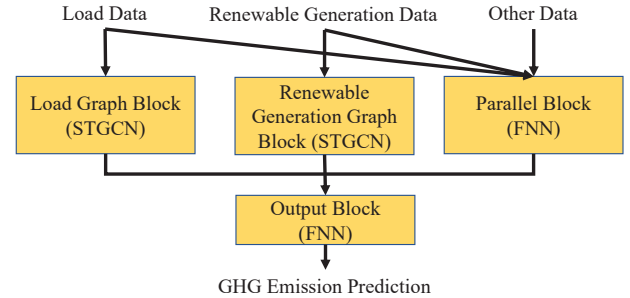 Load Data
Renewable Generation Data
Other Data
Load Graph Block
(STGCN)
Renewable
Generation Graph
Block (STGCN)
Parallel Block
(FNN)
Output Block
(FNN)
GHG Emission Prediction